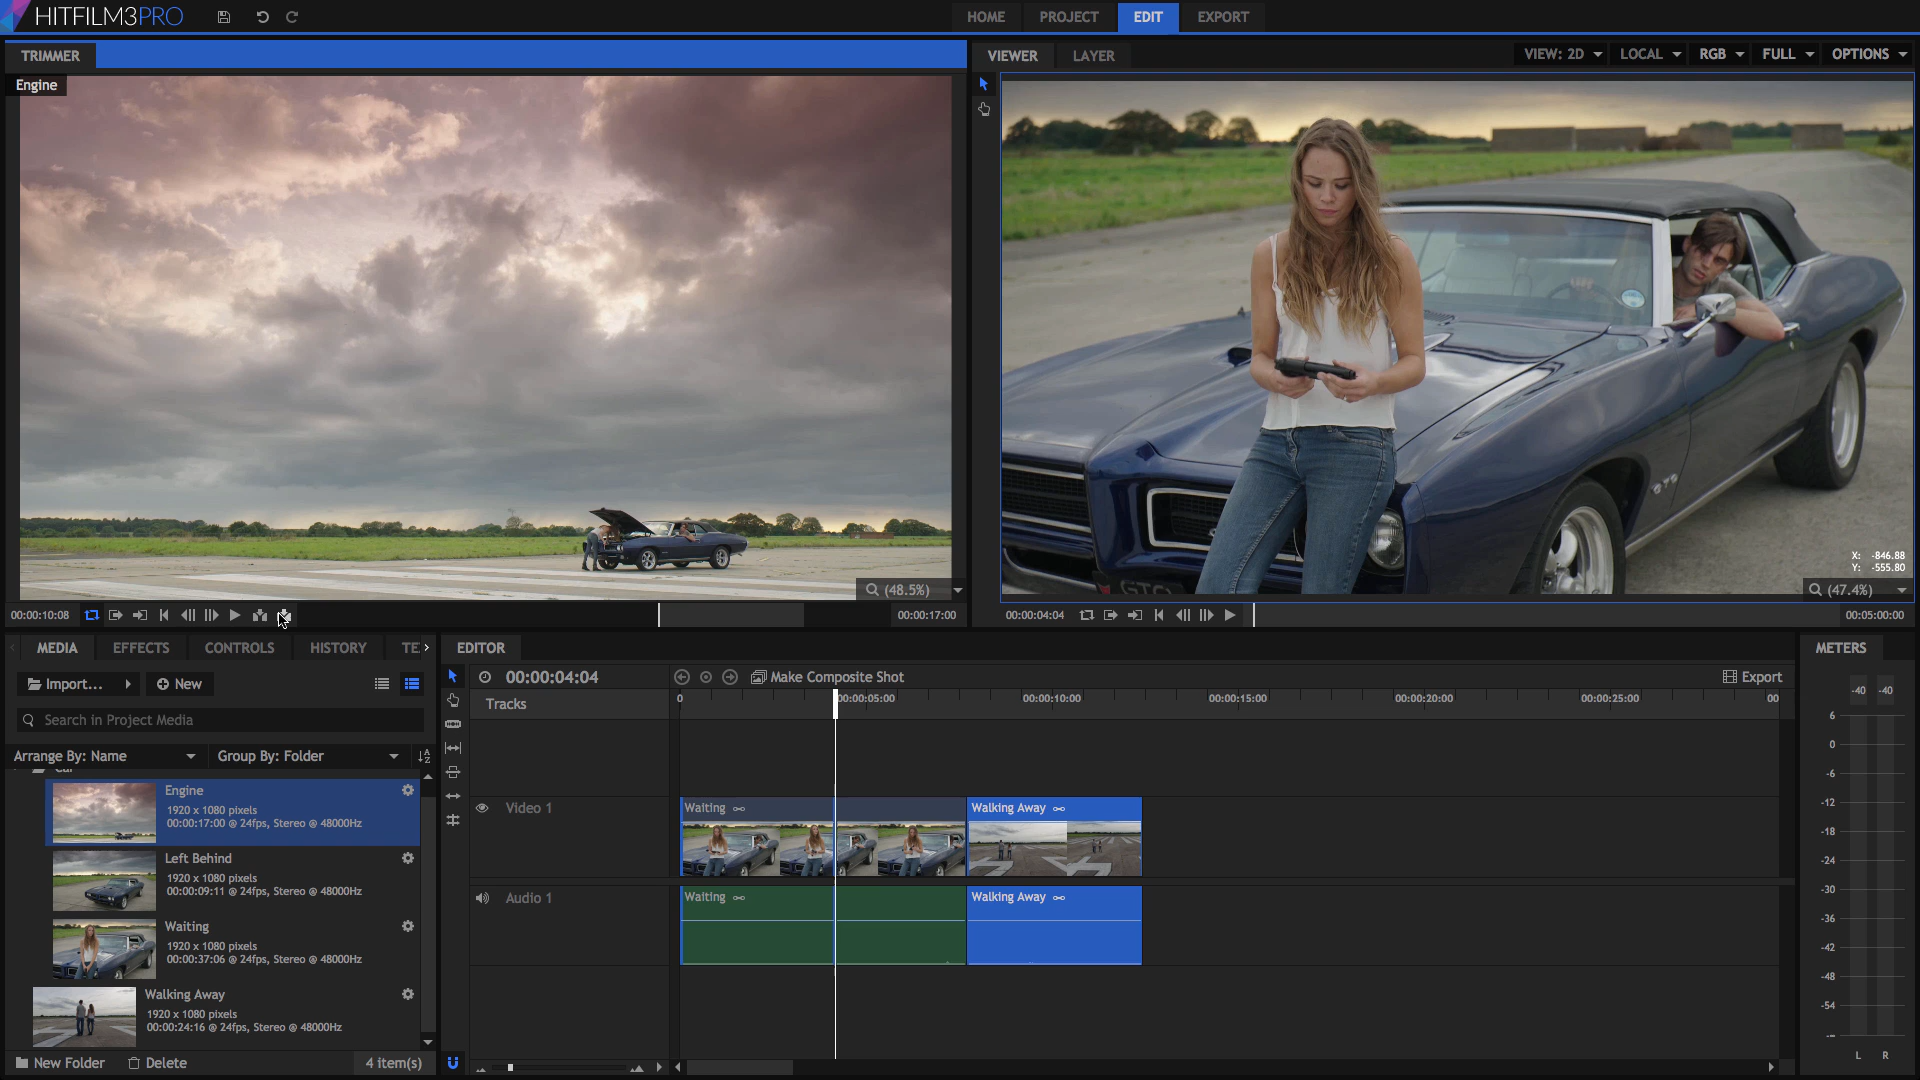 HITFILM3PRO
HOME PROJECT EDIT EXPORT
TRIMMER
Engine
(48.5%)
00:00:10:08
00:00:17:00
VIEWER LAYER
VIEW: 2D LOCAL RGB FULL OPTIONS
GTO
X: -846.88
Y: -555.80
(47.4%)
00:00:04:04
00:05:00:00
MEDIA EFFECTS CONTROLS HISTORY TE
Import... New
Search in Project Media
Arrange By: Name Group By: Folder
Engine
1920 x 1080 pixels
00:00:17:00 @ 24fps, Stereo @ 48000Hz
Left Behind
1920 x 1080 pixels
00:00:09:11 @ 24fps, Stereo @ 48000Hz
Waiting
1920 x 1080 pixels
00:00:37:06 @ 24fps, Stereo @ 48000Hz
Walking Away
1920 x 1080 pixels
00:00:24:16 @ 24fps, Stereo @ 48000Hz
New Folder Delete 4 item(s)
EDITOR
00:00:04:04
Make Composite Shot
Export
Tracks
0 00:00:05:00 00:00:10:00 00:00:15:00 00:00:20:00 00:00:25:00 00
Video 1
Waiting
Walking Away
Audio 1
Waiting
Walking Away
METERS
-40 -40
6
0
-6
-12
-18
-24
-30
-36
-42
-48
-54
L R